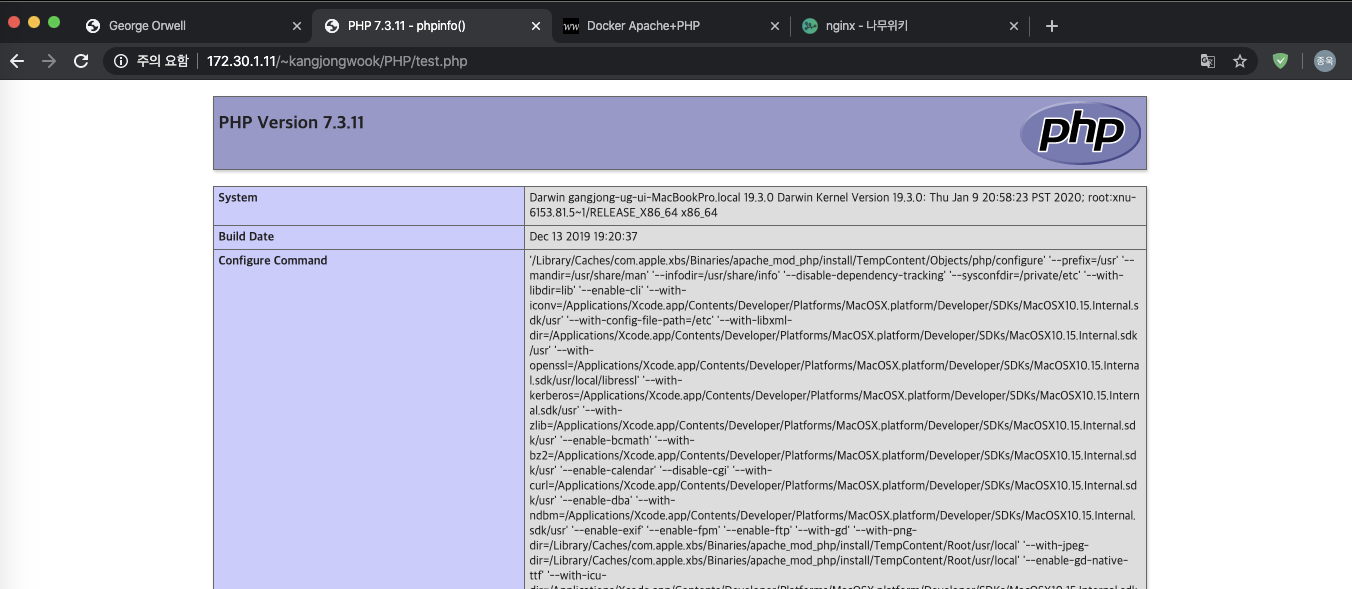 George Orwell
PHP 7.3.11 - phpinfo()
ww Docker Apache+PHP
nginx - 나무위키
주의 요함 172.30.1.11/~kangjongwook/PHP/test.php
종욱
PHP Version 7.3.11
php
System
Darwin gangjong-ug-ui-MacBookPro.local 19.3.0 Darwin Kernel Version 19.3.0: Thu Jan 9 20:58:23 PST 2020; root:xnu-
6153.81.5~1/RELEASE_X86_64 x86_64
Build Date
Dec 13 2019 19:20:37
Configure Command
'/Library/Caches/com.apple.xbs/Binaries/apache_mod_php/install/TempContent/Objects/php/configure' '--prefix=/usr' '--
mandir=/usr/share/man' '--infodir=/usr/share/info' '--disable-dependency-tracking' '--sysconfdir=/private/etc' '--with-
libdir=lib' '--enable-cli' '--with-
iconv=/Applications/Xcode.app/Contents/Developer/Platforms/MacOSX.platform/Developer/SDKs/MacOSX10.15.Internal.s
dk/usr' '--with-config-file-path=/etc' '--with-libxml-
dir=/Applications/Xcode.app/Contents/Developer/Platforms/MacOSX.platform/Developer/SDKs/MacOSX10.15.Internal.sdk
/usr' '--with-
openssl=/Applications/Xcode.app/Contents/Developer/Platforms/MacOSX.platform/Developer/SDKs/MacOSX10.15.Interna
l.sdk/usr/local/libressl' '--with-
kerberos=/Applications/Xcode.app/Contents/Developer/Platforms/MacOSX.platform/Developer/SDKs/MacOSX10.15.Intern
al.sdk/usr' '--with-
zlib=/Applications/Xcode.app/Contents/Developer/Platforms/MacOSX.platform/Developer/SDKs/MacOSX10.15.Internal.sd
k/usr' '--enable-bcmath' '--with-
bz2=/Applications/Xcode.app/Contents/Developer/Platforms/MacOSX.platform/Developer/SDKs/MacOSX10.15.Internal.sd
k/usr' '--enable-calendar' '--disable-cgi' '--with-
curl=/Applications/Xcode.app/Contents/Developer/Platforms/MacOSX.platform/Developer/SDKs/MacOSX10.15.Internal.sd
k/usr' '--enable-dba' '--with-
ndbm=/Applications/Xcode.app/Contents/Developer/Platforms/MacOSX.platform/Developer/SDKs/MacOSX10.15.Internal.
sdk/usr' '--enable-exif' '--enable-fpm' '--enable-ftp' '--with-gd' '--with-png-
dir=/Library/Caches/com.apple.xbs/Binaries/apache_mod_php/install/TempContent/Root/usr/local' '--with-jpeg-
dir=/Library/Caches/com.apple.xbs/Binaries/apache_mod_php/install/TempContent/Root/usr/local' '--enable-gd-native-
ttf' '--with-icu-